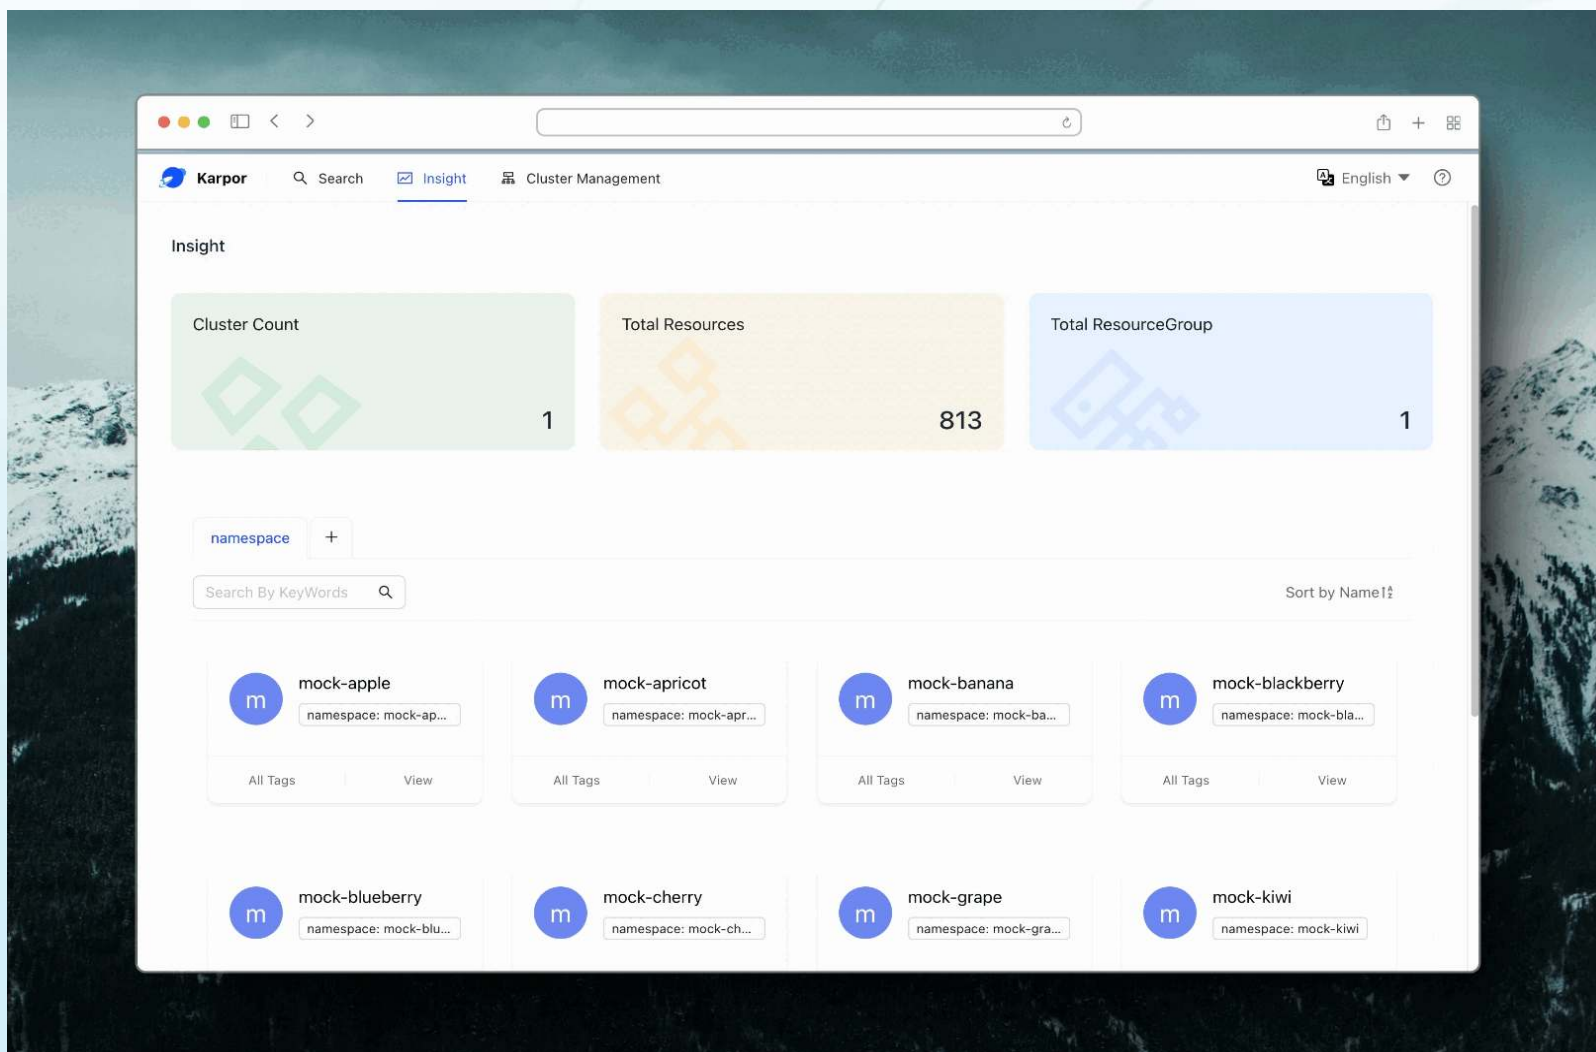 Karpor Search Insight Cluster Management English
Insight
Cluster Count Total Resources Total ResourceGroup
1 813 1
namespace +
Search By KeyWords Sort by Name
mock-apple mock-apricot mock-banana mock-blackberry
m m m m
namespace: mock-ap... namespace: mock-apr... namespace: mock-ba... namespace: mock-bla...
All Tags View All Tags View All Tags View All Tags View
mock-blueberry mock-cherry mock-grape mock-kiwi
m m m m
namespace: mock-blu... namespace: mock-ch... namespace: mock-gra... namespace: mock-kiwi